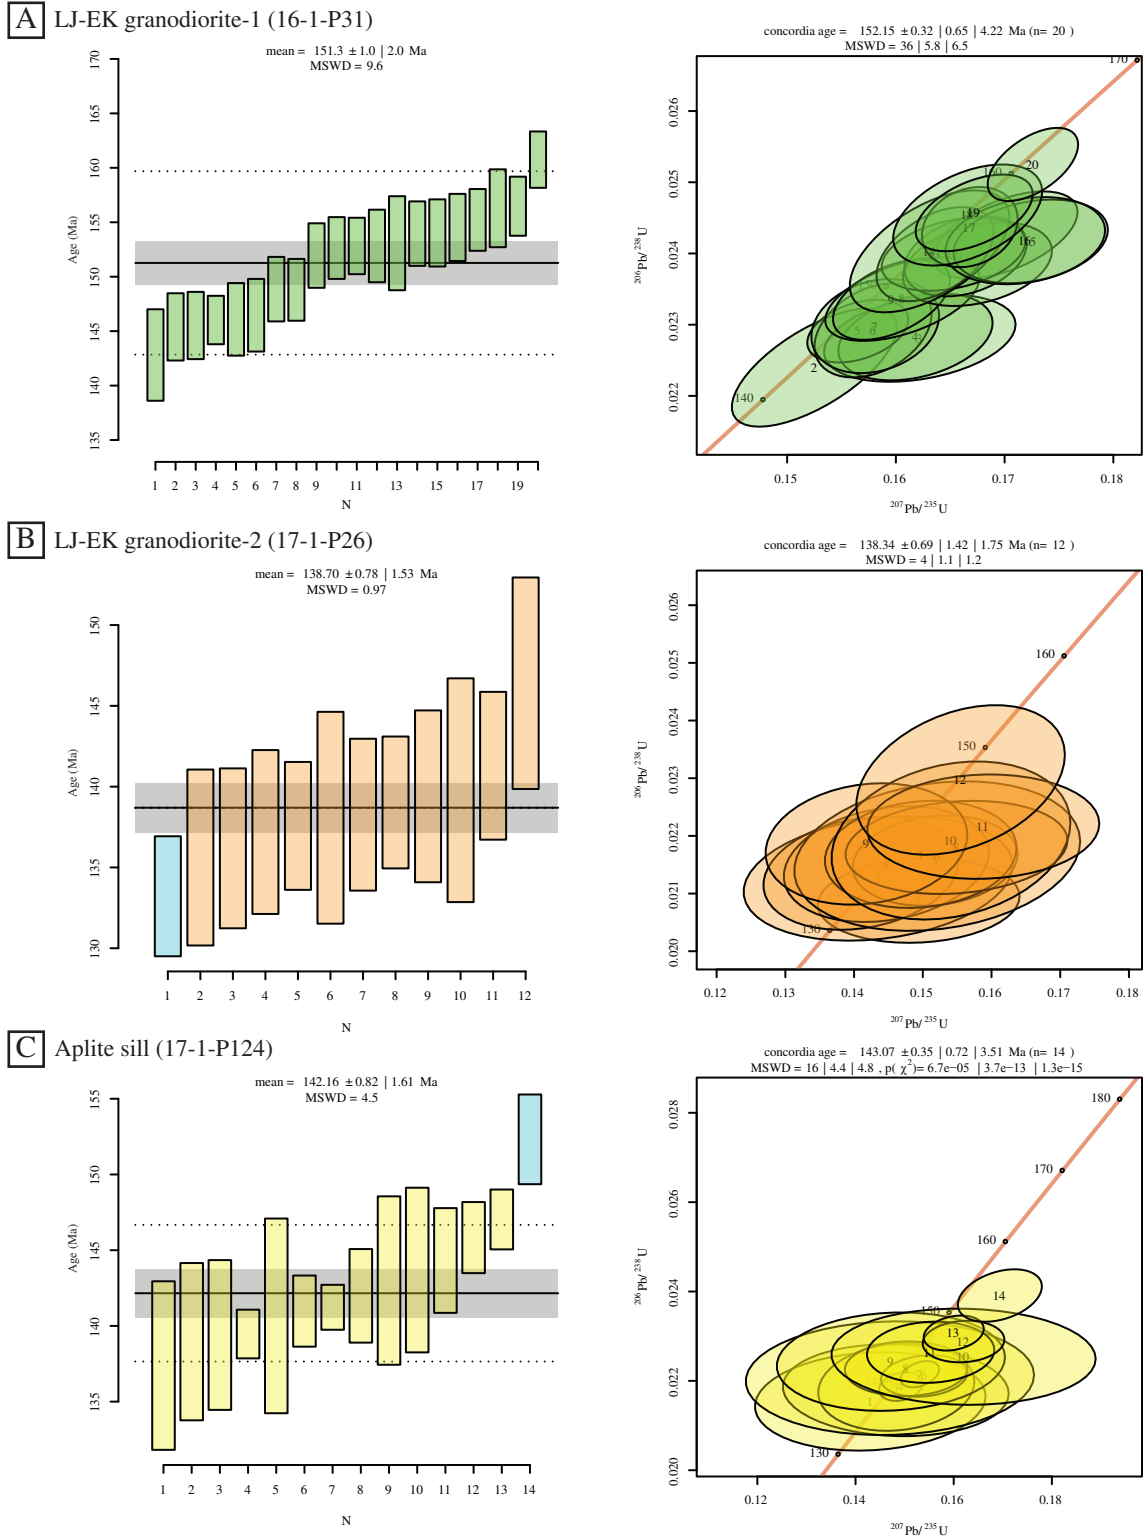 A LJ-EK granodiorite-1 (16-1-P31)
mean = 151.3 ± 1.0 | 2.0 Ma
MSWD = 9.6
Age (Ma)
170
165
160
155
150
145
140
135
1 2 3 4 5 6 7 8 9 11 13 15 17 19
N
concordia age = 152.15 ± 0.32 | 0.65 | 4.22 Ma (n= 20 )
MSWD = 36 | 5.8 | 6.5
206Pb/ 238U
0.026
0.025
0.024
0.023
0.022
170
160
20
19
17
16
9
7
5 6
2
140
0.15 0.16 0.17 0.18
207Pb/ 235U
B LJ-EK granodiorite-2 (17-1-P26)
mean = 138.70 ± 0.78 | 1.53 Ma
MSWD = 0.97
Age (Ma)
150
145
140
135
130
1 2 3 4 5 6 7 8 9 10 11 12
N
concordia age = 138.34 ± 0.69 | 1.42 | 1.75 Ma (n= 12 )
MSWD = 4 | 1.1 | 1.2
206Pb/ 238U
0.026
0.025
0.024
0.023
0.022
0.021
0.020
160
150
12
11
10
9
130
0.12 0.13 0.14 0.15 0.16 0.17 0.18
207Pb/ 235U
C Aplite sill (17-1-P124)
mean = 142.16 ± 0.82 | 1.61 Ma
MSWD = 4.5
Age (Ma)
155
150
145
140
135
1 2 3 4 5 6 7 8 9 10 11 12 13 14
N
concordia age = 143.07 ± 0.35 | 0.72 | 3.51 Ma (n= 14 )
MSWD = 16 | 4.4 | 4.8 , p( χ2)= 6.7e−05 | 3.7e−13 | 1.3e−15
206Pb/ 238U
0.028
0.026
0.024
0.022
0.020
180
170
160
150
14
13
12
10
9
8
130
0.12 0.14 0.16 0.18
207Pb/ 235U